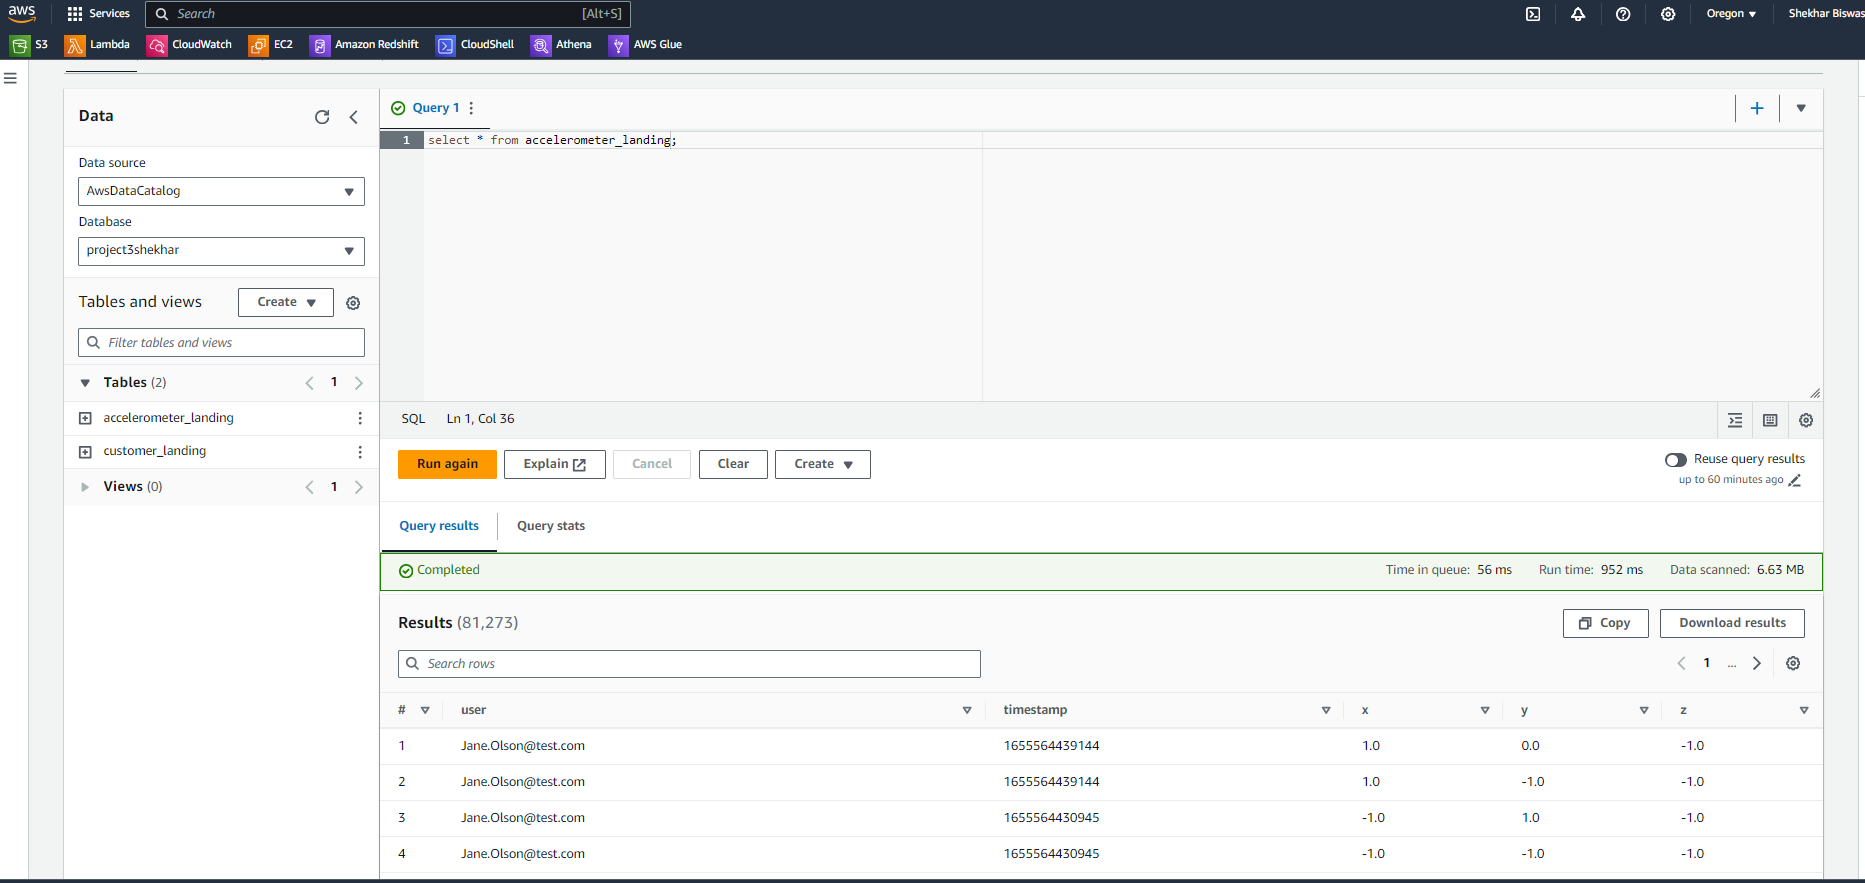 aws Services Search [Alt+S] Oregon Shekhar Biswas
S3 Lambda CloudWatch EC2 Amazon Redshift CloudShell Athena AWS Glue
Data
Data source
AwsDataCatalog
Database
project3shekhar
Tables and views Create
Filter tables and views
Tables (2) 1
accelerometer_landing
customer_landing
Views (0) 1
Query 1
1 select * from accelerometer_landing;
SQL Ln 1, Col 36
Run again Explain Cancel Clear Create
Reuse query results
up to 60 minutes ago
Query results Query stats
Completed Time in queue: 56 ms Run time: 952 ms Data scanned: 6.63 MB
Results (81,273) Copy Download results
Search rows 1 ...
# user timestamp x y z
1 Jane.Olson@test.com 1655564439144 1.0 0.0 -1.0
2 Jane.Olson@test.com 1655564439144 1.0 -1.0 -1.0
3 Jane.Olson@test.com 1655564430945 -1.0 1.0 -1.0
4 Jane.Olson@test.com 1655564430945 -1.0 -1.0 -1.0